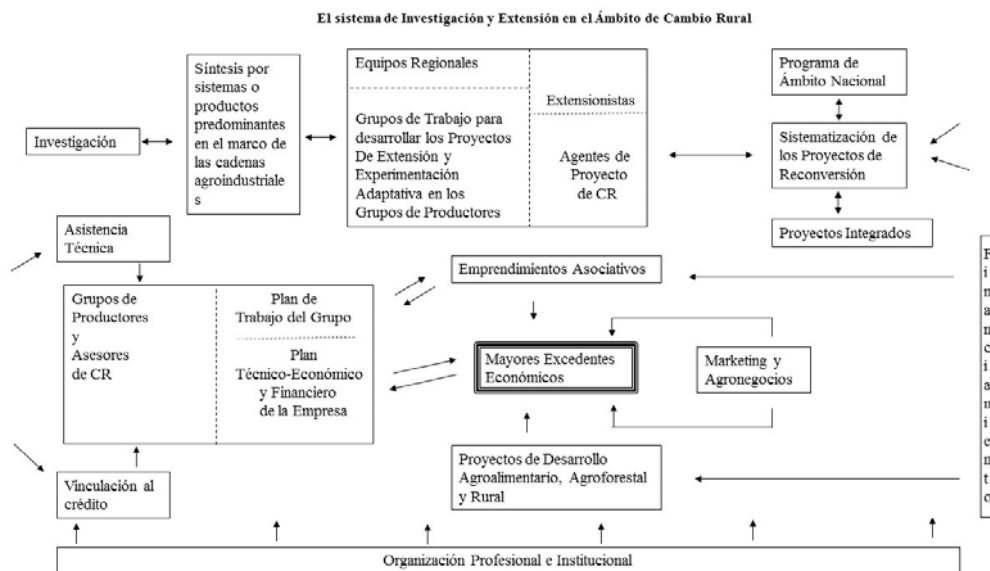 El sistema de Investigación y Extensión en el Ámbito de Cambio Rural
Investigación
Síntesis por
sistemas o
productos
predominantes
en el marco de
las cadenas
agroindustriale
s
Equipos Regionales
Grupos de Trabajo para
desarrollar los Proyectos
De Extensión y
Experimentación
Adaptativa en los
Grupos de Productores
Extensionistas
Agentes de
Proyecto
de CR
Programa de
Ámbito Nacional
Sistematización de
los Proyectos de
Reconversión
Proyectos Integrados
Asistencia
Técnica
Grupos de
Productores
y
Asesores
de CR
Plan de
Trabajo del Grupo
Plan
Técnico-Económico
y Financiero
de la Empresa
Vinculación al
crédito
Emprendimientos Asociativos
Mayores Excedentes
Económicos
Marketing y
Agronegocios
Proyectos de Desarrollo
Agroalimentario, Agroforestal
y Rural
F
i
n
a
n
c
i
a
m
i
e
n
t
o
Organización Profesional e Institucional